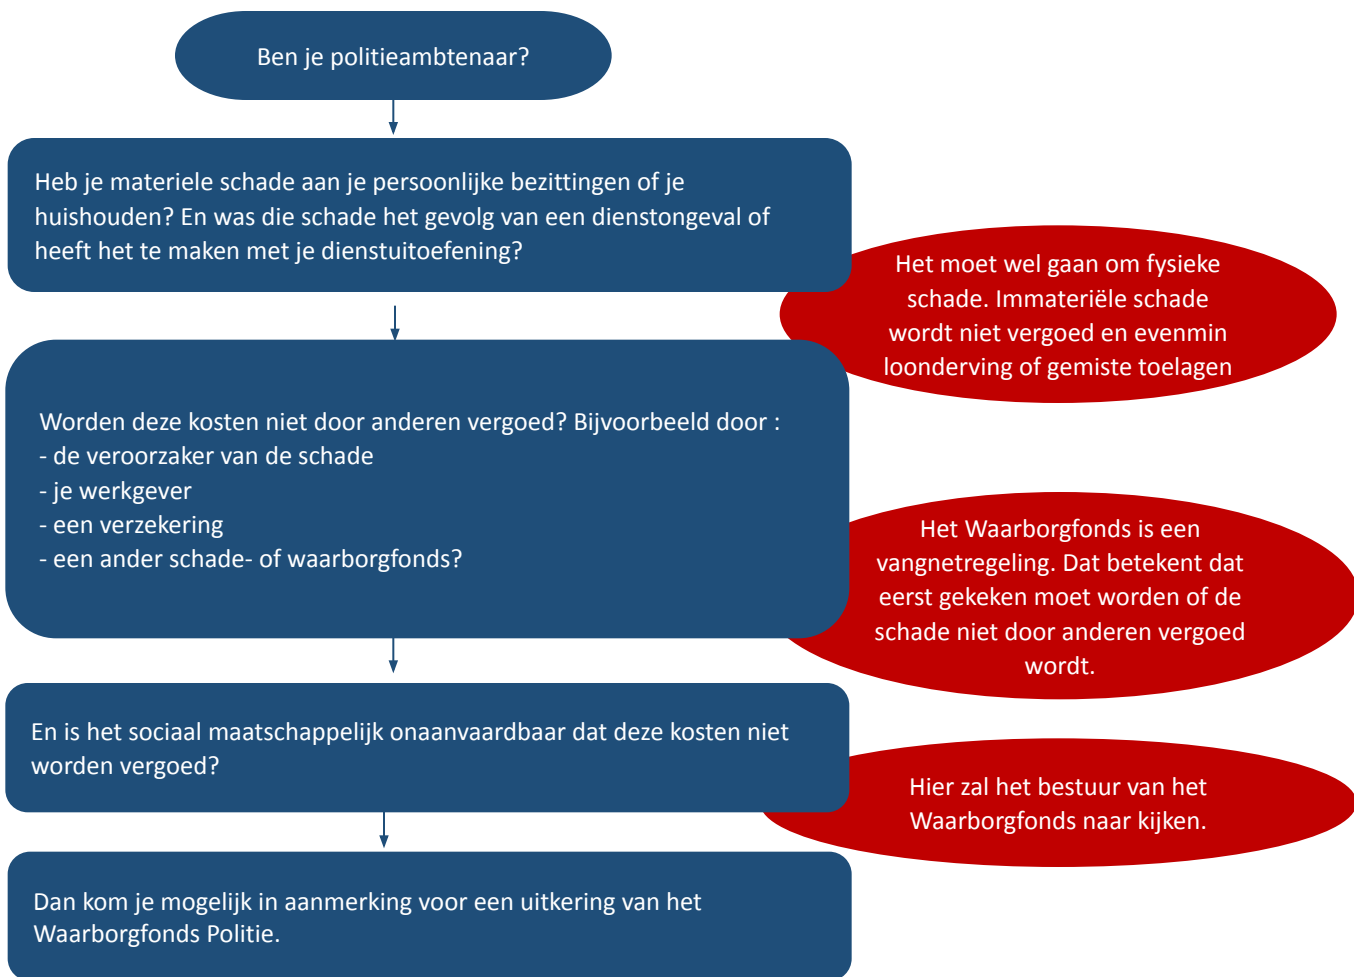 Ben je politieambtenaar?
Heb je materiele schade aan je persoonlijke bezittingen of je
huishouden? En was die schade het gevolg van een dienstongeval of
heeft het te maken met je dienstuitoefening?
Het moet wel gaan om fysieke
schade. Immateriële schade
wordt niet vergoed en evenmin
loonderving of gemiste toelagen
Worden deze kosten niet door anderen vergoed? Bijvoorbeeld door :
- de veroorzaker van de schade
- je werkgever
- een verzekering
- een ander schade- of waarborgfonds?
Het Waarborgfonds is een
vangnetregeling. Dat betekent dat
eerst gekeken moet worden of de
schade niet door anderen vergoed
wordt.
En is het sociaal maatschappelijk onaanvaardbaar dat deze kosten niet
worden vergoed?
Hier zal het bestuur van het
Waarborgfonds naar kijken.
Dan kom je mogelijk in aanmerking voor een uitkering van het
Waarborgfonds Politie.